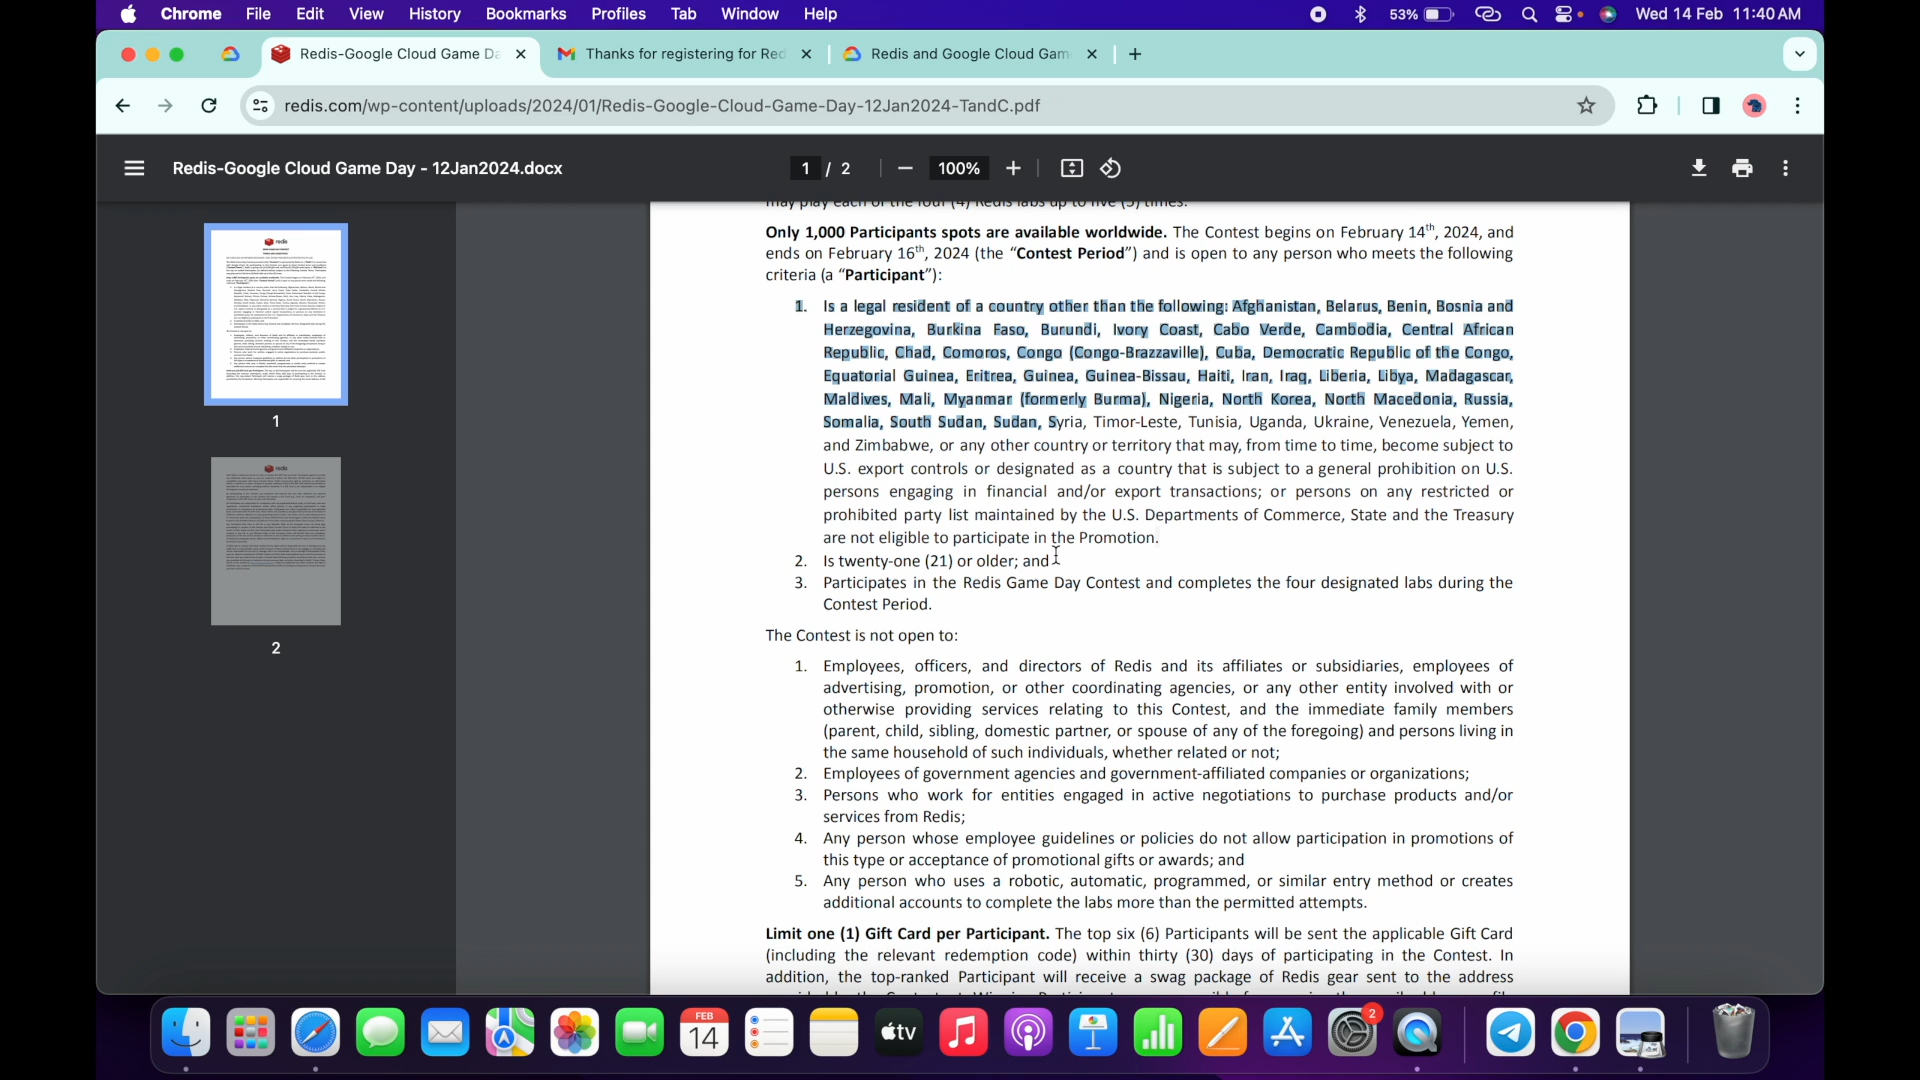 Chrome File Edit View History Bookmarks Profiles Tab Window Help 53% Wed 14 Feb 11:40 AM
Redis-Google Cloud Game Da Thanks for registering for Red Redis and Google Cloud Gam
redis.com/wp-content/uploads/2024/01/Redis-Google-Cloud-Game-Day-12Jan2024-TandC.pdf
Redis-Google Cloud Game Day - 12Jan2024.docx 1 / 2 100%
may play each of the four (4) Redis labs up to five (5) times.
Only 1,000 Participants spots are available worldwide. The Contest begins on February 14th, 2024, and
ends on February 16th, 2024 (the “Contest Period”) and is open to any person who meets the following
criteria (a “Participant”):
1. Is a legal resident of a country other than the following: Afghanistan, Belarus, Benin, Bosnia and
Herzegovina, Burkina Faso, Burundi, Ivory Coast, Cabo Verde, Cambodia, Central African
Republic, Chad, Comoros, Congo (Congo-Brazzaville), Cuba, Democratic Republic of the Congo,
Equatorial Guinea, Eritrea, Guinea, Guinea-Bissau, Haiti, Iran, Iraq, Liberia, Libya, Madagascar,
Maldives, Mali, Myanmar (formerly Burma), Nigeria, North Korea, North Macedonia, Russia,
Somalia, South Sudan, Sudan, Syria, Timor-Leste, Tunisia, Uganda, Ukraine, Venezuela, Yemen,
and Zimbabwe, or any other country or territory that may, from time to time, become subject to
U.S. export controls or designated as a country that is subject to a general prohibition on U.S.
persons engaging in financial and/or export transactions; or persons on any restricted or
prohibited party list maintained by the U.S. Departments of Commerce, State and the Treasury
are not eligible to participate in the Promotion.
2. Is twenty-one (21) or older; and
3. Participates in the Redis Game Day Contest and completes the four designated labs during the
Contest Period.
The Contest is not open to:
1. Employees, officers, and directors of Redis and its affiliates or subsidiaries, employees of
advertising, promotion, or other coordinating agencies, or any other entity involved with or
otherwise providing services relating to this Contest, and the immediate family members
(parent, child, sibling, domestic partner, or spouse of any of the foregoing) and persons living in
the same household of such individuals, whether related or not;
2. Employees of government agencies and government-affiliated companies or organizations;
3. Persons who work for entities engaged in active negotiations to purchase products and/or
services from Redis;
4. Any person whose employee guidelines or policies do not allow participation in promotions of
this type or acceptance of promotional gifts or awards; and
5. Any person who uses a robotic, automatic, programmed, or similar entry method or creates
additional accounts to complete the labs more than the permitted attempts.
Limit one (1) Gift Card per Participant. The top six (6) Participants will be sent the applicable Gift Card
(including the relevant redemption code) within thirty (30) days of participating in the Contest. In
addition, the top-ranked Participant will receive a swag package of Redis gear sent to the address
redis
1
redis
2
FEB
14
tv
2